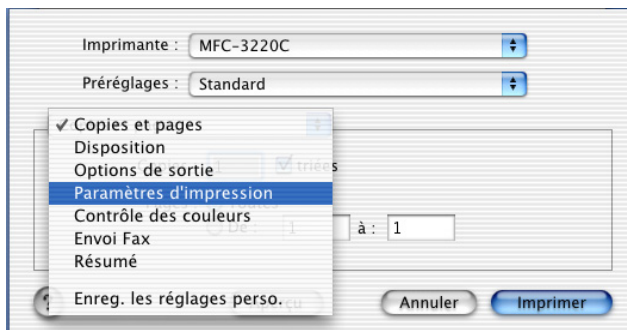 Imprimante : MFC-3220C
Préréglages : Standard
✓ Copies et pages
Disposition
Options de sortie
triées
Paramètres d'impression
Contrôle des couleurs
De : 1 à : 1
Envoi Fax
Résumé
Enreg. les réglages perso.
? Annuler Imprimer